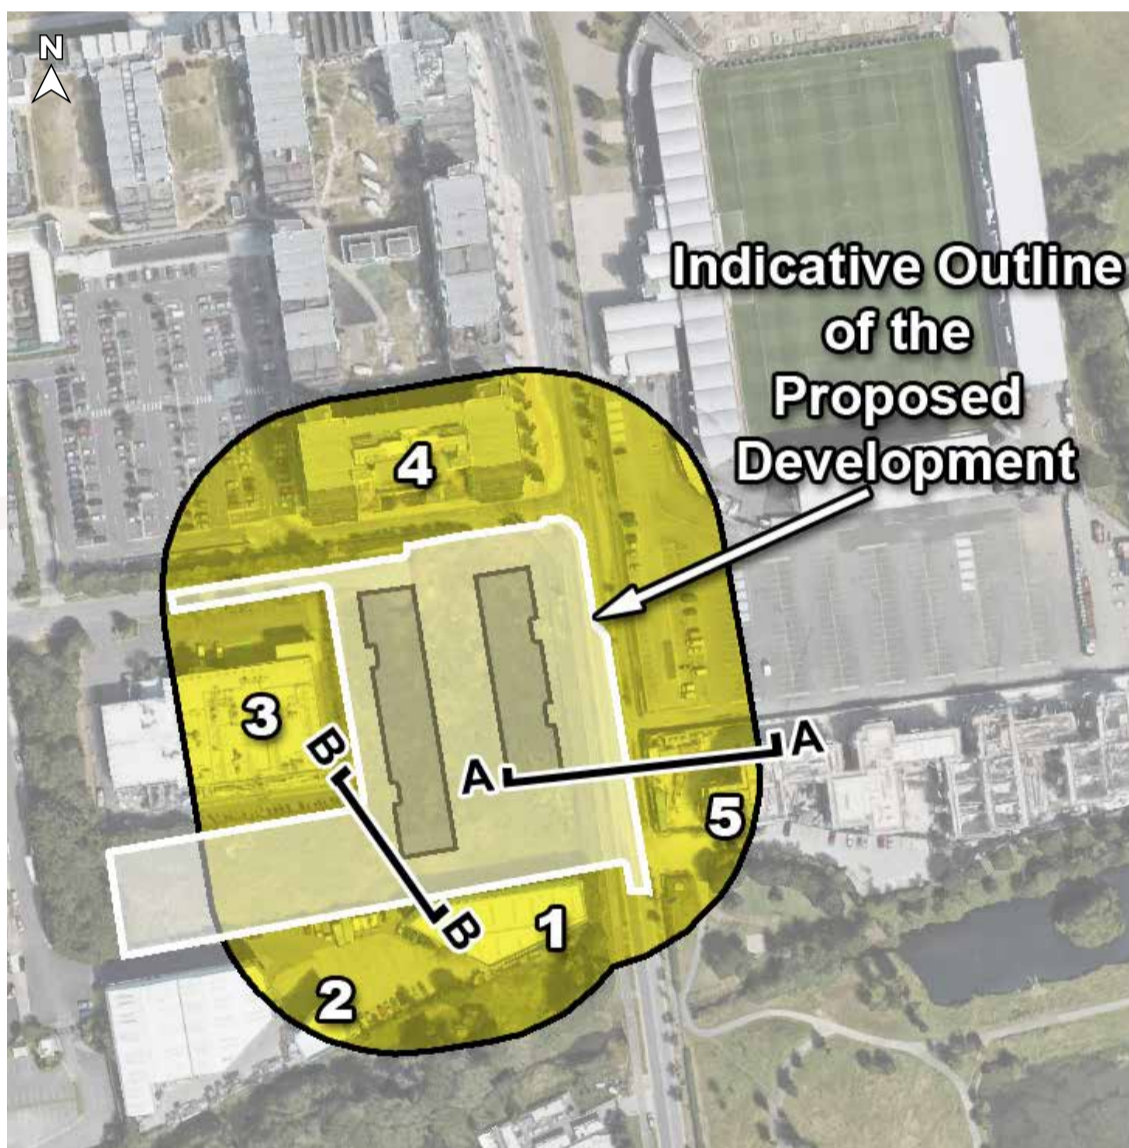 N
Indicative Outline
of the
Proposed
Development
4
3
B
A
A
5
B
1
2